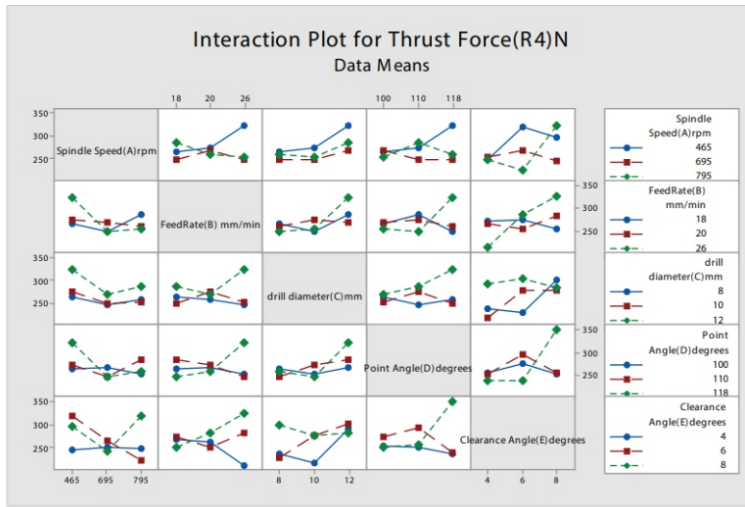 Interaction Plot for Thrust Force(R4)N
Data Means
18 20 26 100 110 118
350
300
250
Spindle Speed(A)rpm
350
300
250
FeedRate(B) mm/min
350
300
250
drill diameter(C)mm
350
300
250
Point Angle(D)degrees
350
300
250
Clearance Angle(E)degrees
465 695 795 8 10 12 4 6 8
Spindle
Speed(A)rpm
465
695
795
FeedRate(B)
mm/min
18
20
26
drill
diameter(C)mm
8
10
12
Point
Angle(D)degrees
100
110
118
Clearance
Angle(E)degrees
4
6
8